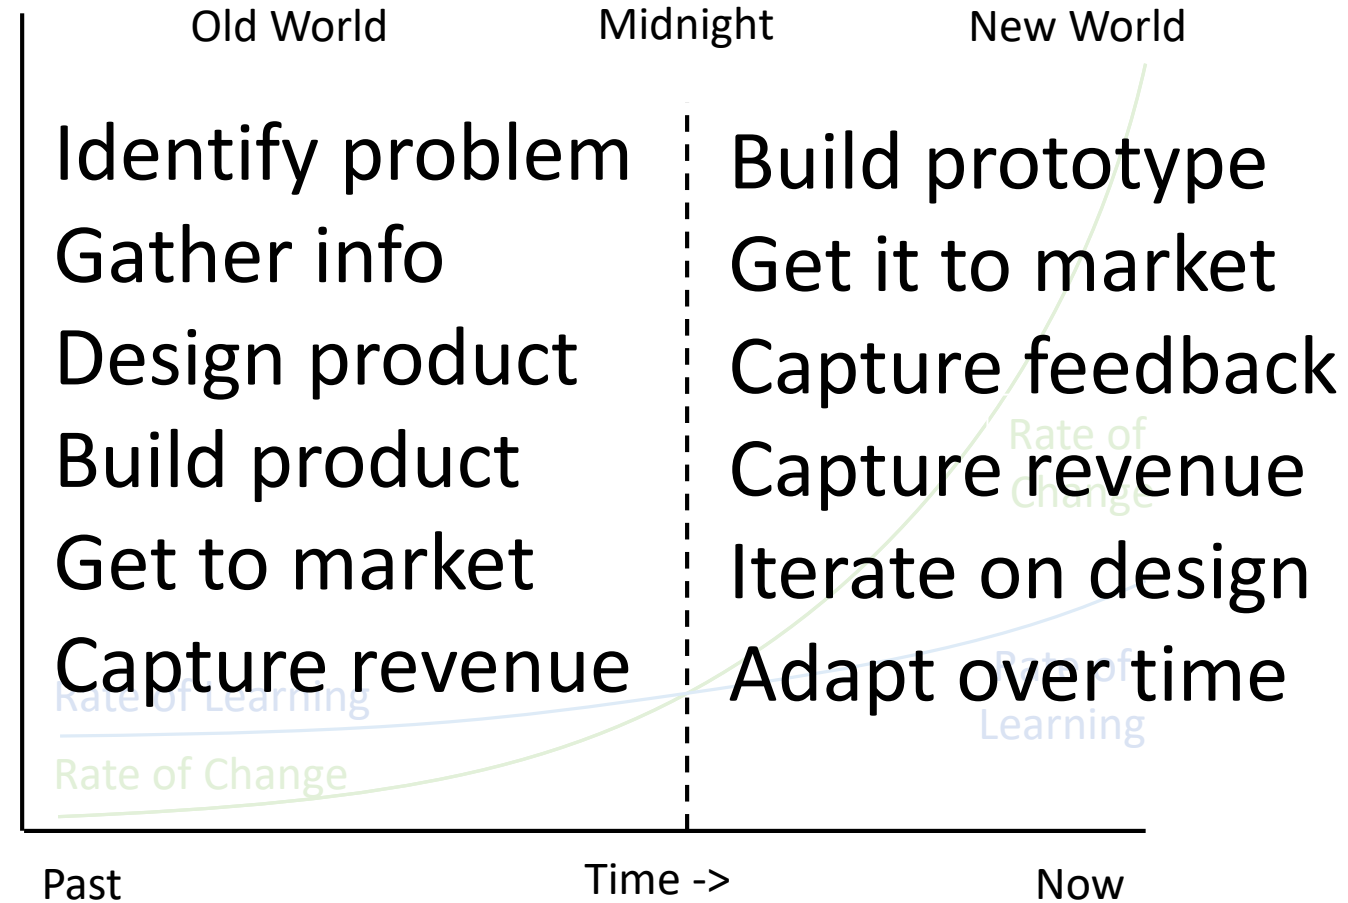 Old World
Midnight
New World
Identify problem
Gather info
Design product
Build product
Get to market
Capture revenue
Rate of Learning
Rate of Change
Build prototype
Get it to market
Capture feedback
Rate of
Change
Capture revenue
Iterate on design
Adapt over time
Rate of
Learning
Past
Time ->
Now